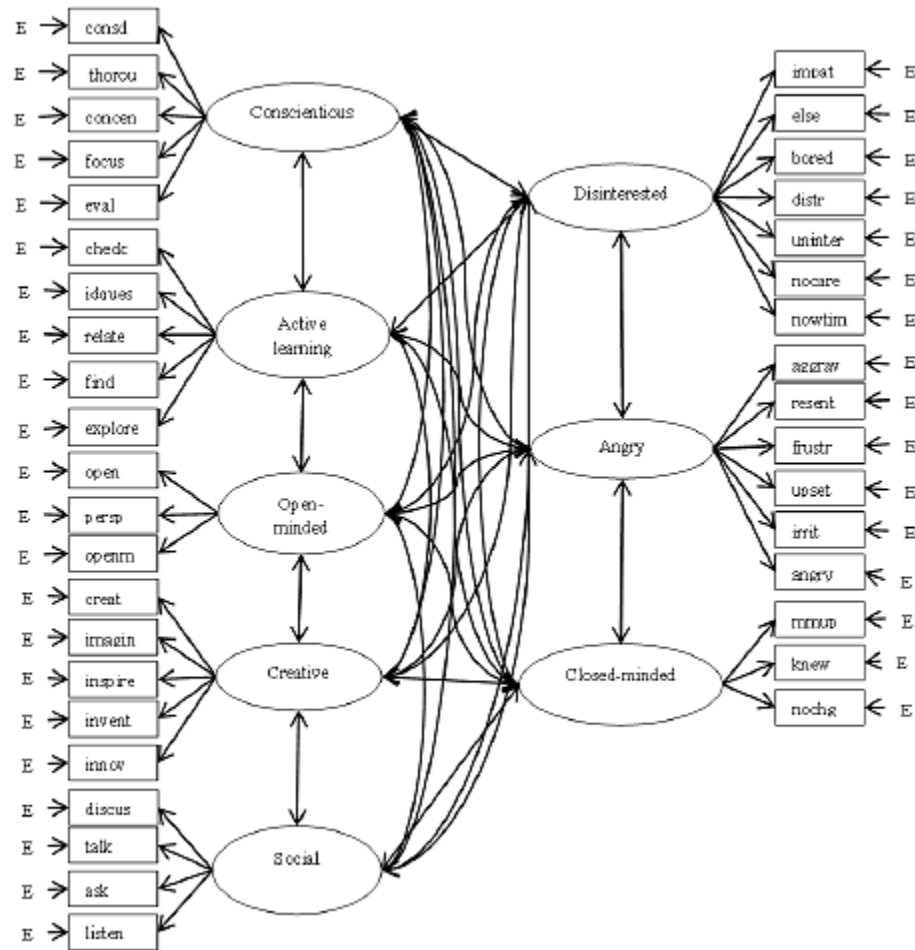 E consd
E thorou
E concen
E focus
E eval
E check
E idques
E relate
E find
E explore
E open
E persp
E openm
E creat
E imagin
E inspire
E invent
E innov
E discus
E talk
E ask
E listen
Conscientious
Active
learning
Open-
minded
Creative
Social
Disinterested
Angry
Closed-minded
impat E
else E
bored E
distr E
uninter E
nocare E
nowtim E
aggrav E
resent E
frustr E
upset E
irrit E
angry E
mmup E
knew E
nochg E